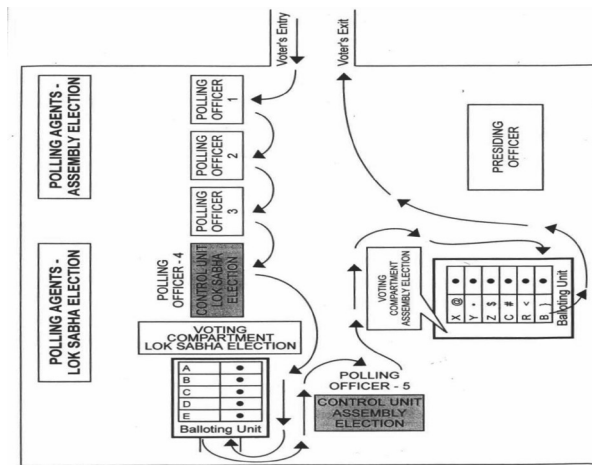 Voter's Entry
Voter's Exit
POLLING AGENTS -
ASSEMBLY ELECTION
POLLING
OFFICER
1
POLLING
OFFICER
2
POLLING
OFFICER
3
PRESIDING
OFFICER
POLLING AGENTS -
LOK SABHA ELECTION
POLLING
OFFICER - 4
CONTROL UNIT
LOK SABHA
ELECTION
VOTING
COMPARTMENT
LOK SABHA ELECTION
A
B
C
D
E
Balloting Unit
VOTING
COMPARTMENT
ASSEMBLY ELECTION
X @
Y *
Z $
C #
R <
B }
Balloting Unit
POLLING
OFFICER - 5
CONTROL UNIT
ASSEMBLY
ELECTION